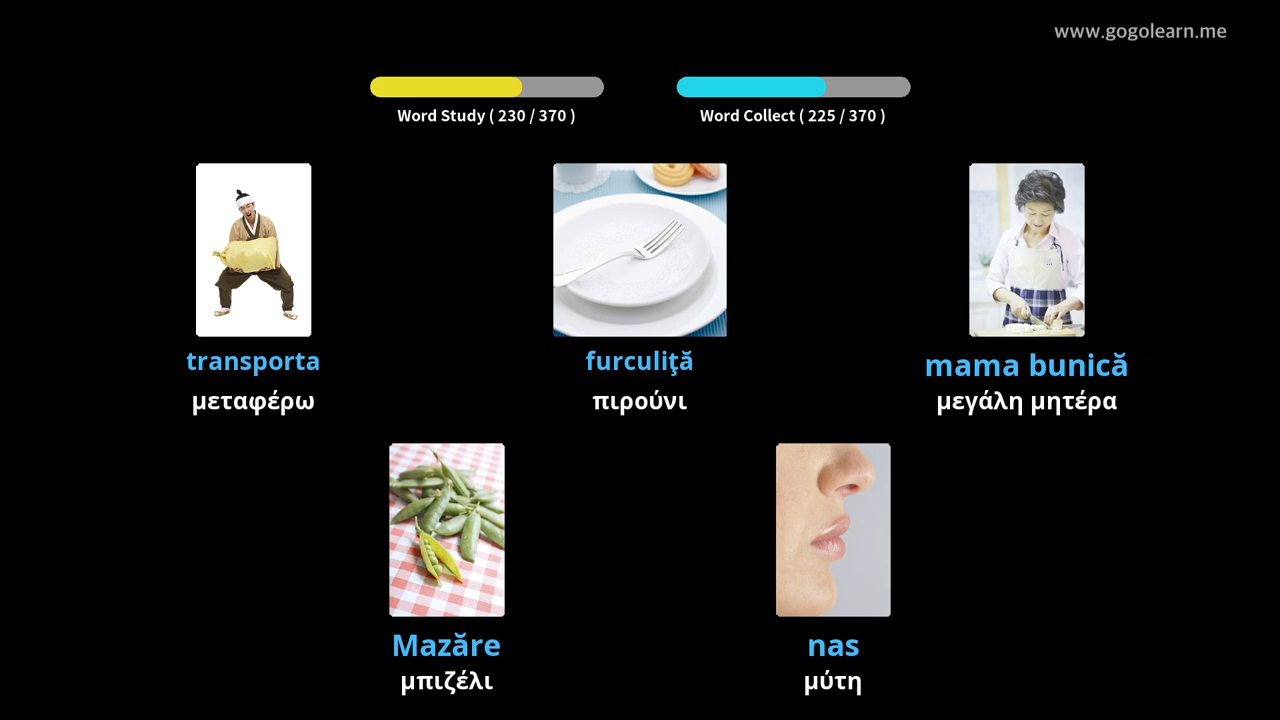 www.gogolearn.me
Word Study ( 230 / 370 )
Word Collect ( 225 / 370 )
transporta
μεταφέρω
furculiţă
πιρούνι
mama bunică
μεγάλη μητέρα
Mazăre
μπιζέλι
nas
μύτη